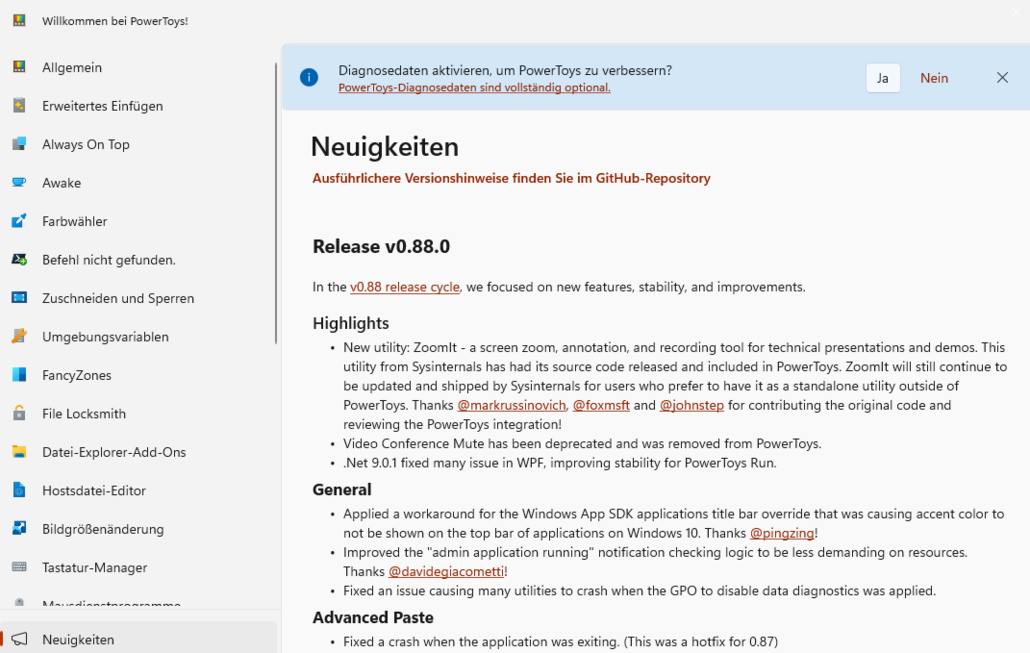 Willkommen bei PowerToys!
Allgemein
Erweitertes Einfügen
Always On Top
Awake
Farbwähler
Befehl nicht gefunden.
Zuschneiden und Sperren
Umgebungsvariablen
FancyZones
File Locksmith
Datei-Explorer-Add-Ons
Hostsdatei-Editor
Bildgrößenänderung
Tastatur-Manager
Mausdienstprogramme
Neuigkeiten
Diagnosedaten aktivieren, um PowerToys zu verbessern?
PowerToys-Diagnosedaten sind vollständig optional.
Ja
Nein
Neuigkeiten
Ausführlichere Versionshinweise finden Sie im GitHub-Repository
Release v0.88.0
In the v0.88 release cycle, we focused on new features, stability, and improvements.
Highlights
• New utility: ZoomIt - a screen zoom, annotation, and recording tool for technical presentations and demos. This
utility from Sysinternals has had its source code released and included in PowerToys. ZoomIt will still continue to
be updated and shipped by Sysinternals for users who prefer to have it as a standalone utility outside of
PowerToys. Thanks @markrussinovich, @foxmsft and @johnstep for contributing the original code and
reviewing the PowerToys integration!
• Video Conference Mute has been deprecated and was removed from PowerToys.
• .Net 9.0.1 fixed many issue in WPF, improving stability for PowerToys Run.
General
• Applied a workaround for the Windows App SDK applications title bar override that was causing accent color to
not be shown on the top bar of applications on Windows 10. Thanks @pingzing!
• Improved the "admin application running" notification checking logic to be less demanding on resources.
Thanks @davidegiacometti!
• Fixed an issue causing many utilities to crash when the GPO to disable data diagnostics was applied.
Advanced Paste
• Fixed a crash when the application was exiting. (This was a hotfix for 0.87)